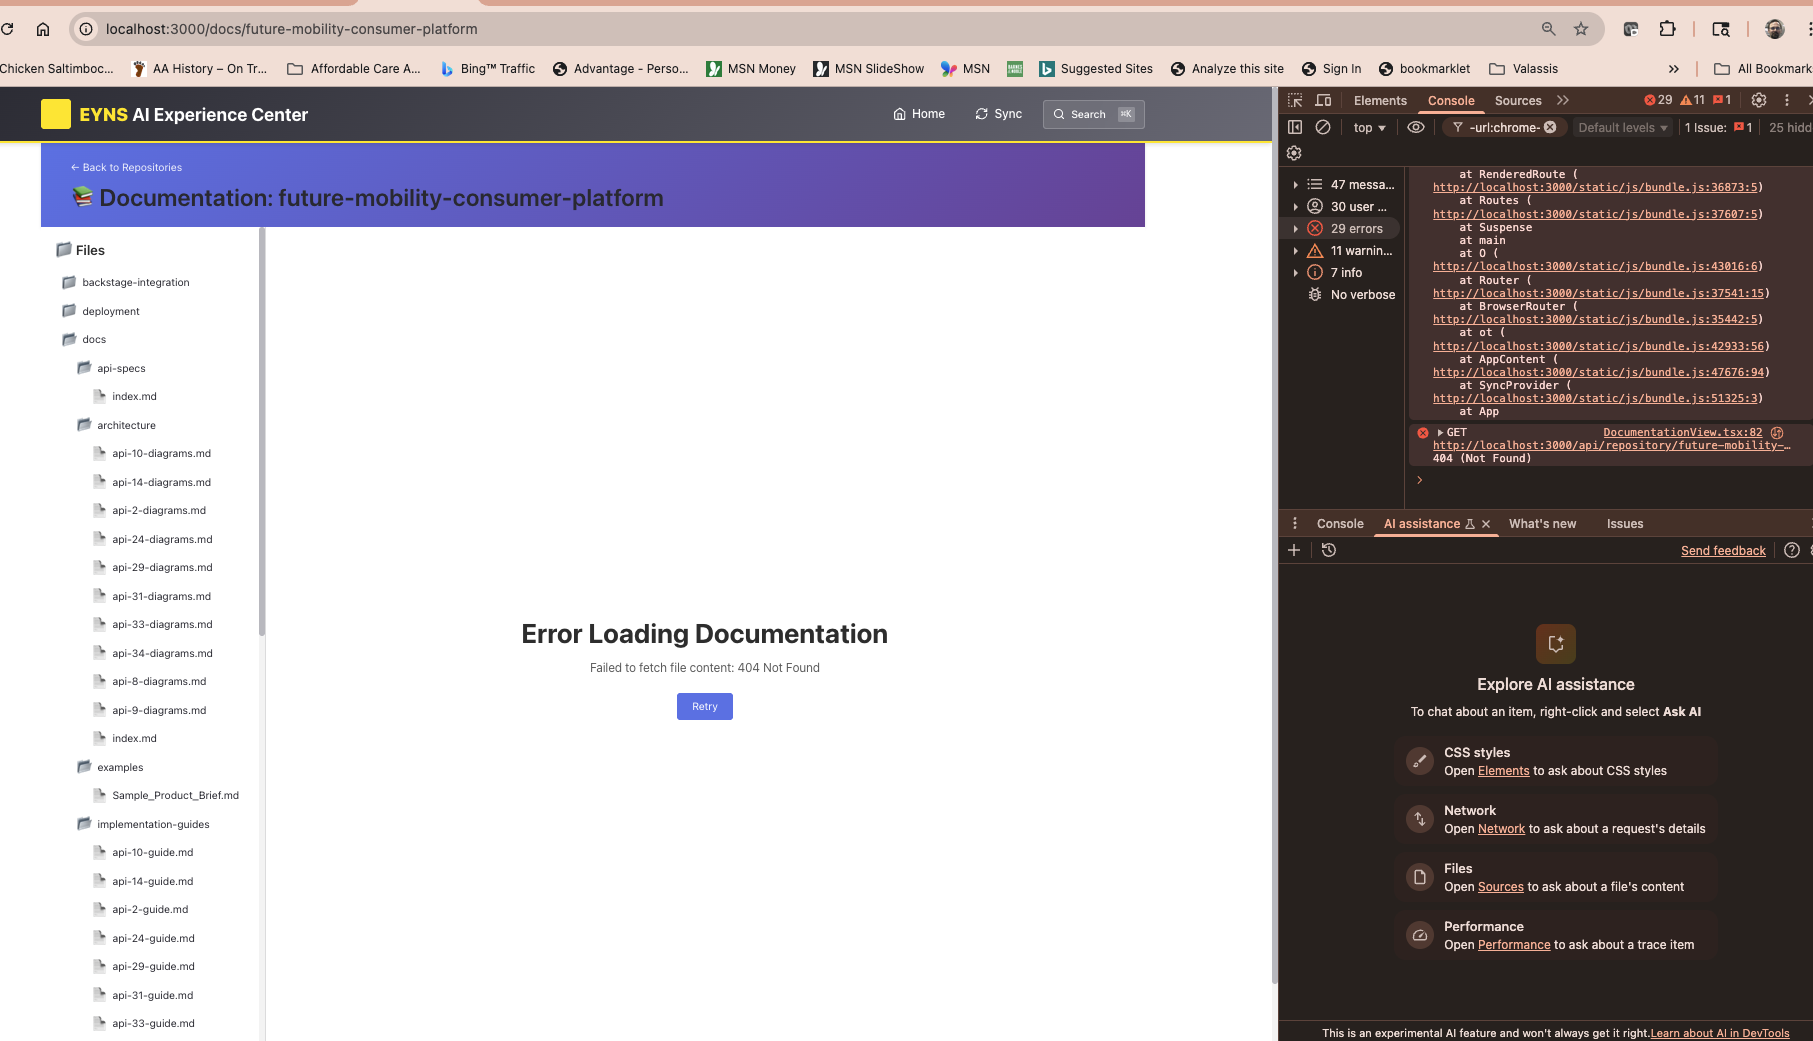 localhost:3000/docs/future-mobility-consumer-platform
Chicken Saltimboc...
AA History – On Tr...
Affordable Care A...
Bing™ Traffic
Advantage - Perso...
MSN Money
MSN SlideShow
MSN
Suggested Sites
Analyze this site
Sign In
bookmarklet
Valassis
»
All Bookmark
EYNS AI Experience Center
Home
Sync
Search
⌘K
← Back to Repositories
Documentation: future-mobility-consumer-platform
Files
backstage-integration
deployment
docs
api-specs
index.md
architecture
api-10-diagrams.md
api-14-diagrams.md
api-2-diagrams.md
api-24-diagrams.md
api-29-diagrams.md
api-31-diagrams.md
api-33-diagrams.md
api-34-diagrams.md
api-8-diagrams.md
api-9-diagrams.md
index.md
examples
Sample_Product_Brief.md
implementation-guides
api-10-guide.md
api-14-guide.md
api-2-guide.md
api-24-guide.md
api-29-guide.md
api-31-guide.md
api-33-guide.md
Error Loading Documentation
Failed to fetch file content: 404 Not Found
Retry
Elements
Console
Sources
29
11
1
top
-url:chrome-
Default levels
1 Issue:
1
25 hidd
47 messa...
30 user ...
29 errors
11 warnin...
7 info
No verbose
at RenderedRoute (
http://localhost:3000/static/js/bundle.js:36873:5)
at Routes (
http://localhost:3000/static/js/bundle.js:37607:5)
at Suspense
at main
at O (
http://localhost:3000/static/js/bundle.js:43016:6)
at Router (
http://localhost:3000/static/js/bundle.js:37541:15)
at BrowserRouter (
http://localhost:3000/static/js/bundle.js:35442:5)
at ot (
http://localhost:3000/static/js/bundle.js:42933:56)
at AppContent (
http://localhost:3000/static/js/bundle.js:47676:94)
at SyncProvider (
http://localhost:3000/static/js/bundle.js:51325:3)
at App
GET
DocumentationView.tsx:82
http://localhost:3000/api/repository/future-mobility-…
404 (Not Found)
Console
AI assistance
What's new
Issues
Send feedback
Explore AI assistance
To chat about an item, right-click and select Ask AI
CSS styles
Open Elements to ask about CSS styles
Network
Open Network to ask about a request's details
Files
Open Sources to ask about a file's content
Performance
Open Performance to ask about a trace item
This is an experimental AI feature and won't always get it right. Learn about AI in DevTools